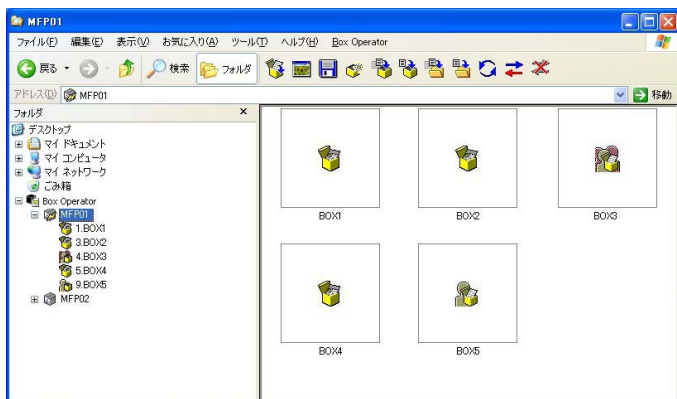 MFP01
ファイル(F) 編集(E) 表示(V) お気に入り(A) ツール(T) ヘルプ(H) Box Operator
戻る 検索 フォルダ
アドレス(D) MFP01 移動
フォルダ
デスクトップ
マイ ドキュメント
マイ コンピュータ
マイ ネットワーク
ごみ箱
Box Operator
MFP01
1.BOX1
3.BOX2
4.BOX3
5.BOX4
9.BOX5
MFP02
BOX1 BOX2 BOX3
BOX4 BOX5